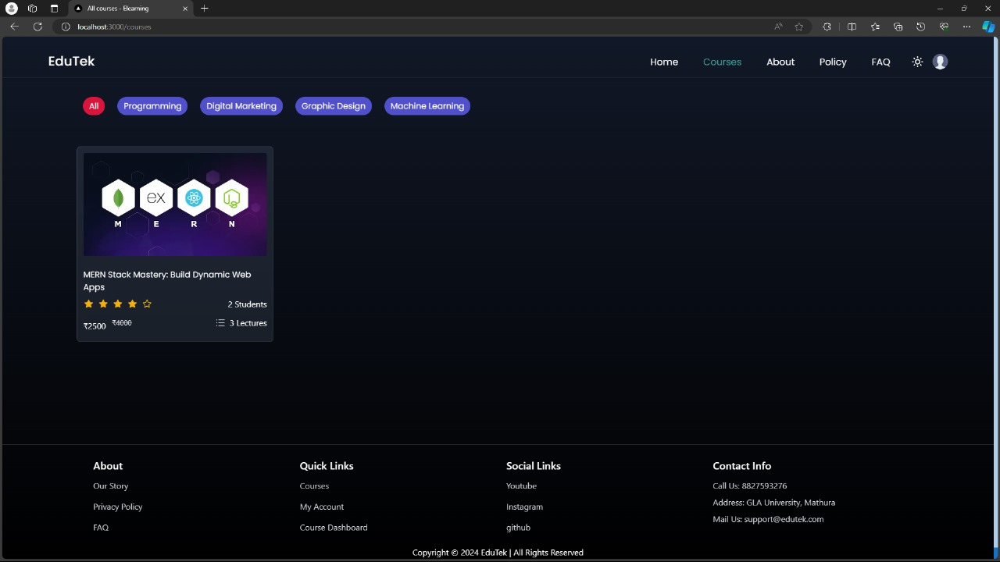 All courses - Elearning
localhost:3000/courses
EduTek
Home Courses About Policy FAQ
All Programming Digital Marketing Graphic Design Machine Learning
ex
JS
M E R N
MERN Stack Mastery: Build Dynamic Web
Apps
2 Students
₹2500 ₹4000 3 Lectures
About
Our Story
Privacy Policy
FAQ
Quick Links
Courses
My Account
Course Dashboard
Social Links
Youtube
Instagram
github
Contact Info
Call Us: 8827593276
Address: GLA University, Mathura
Mail Us: support@edutek.com
Copyright © 2024 EduTek | All Rights Reserved